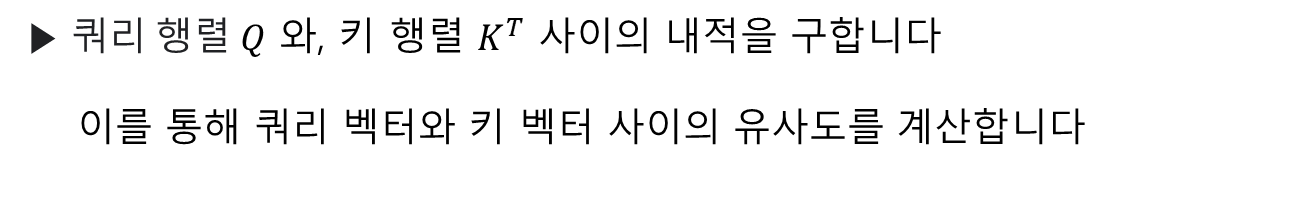 ▶ 쿼리 행렬 Q 와, 키 행렬 Kᵀ 사이의 내적을 구합니다
이를 통해 쿼리 벡터와 키 벡터 사이의 유사도를 계산합니다